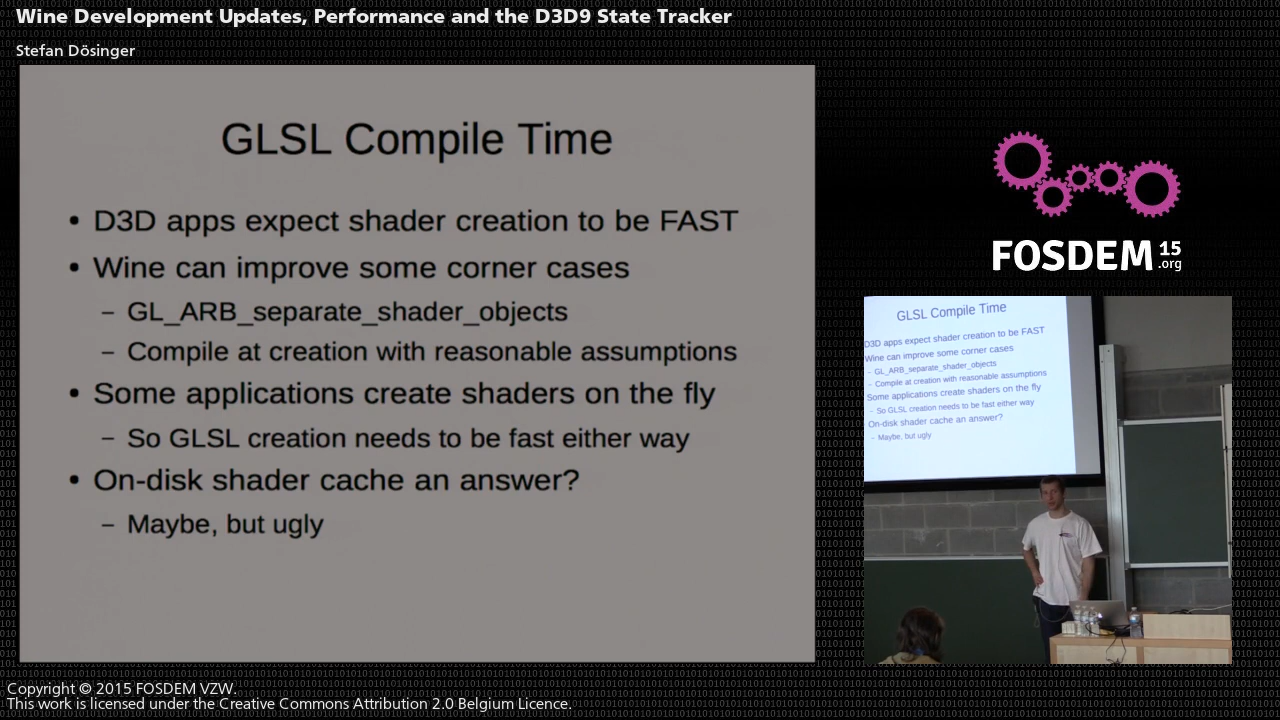 Wine Development Updates, Performance and the D3D9 State Tracker
Stefan Dösinger
GLSL Compile Time
• D3D apps expect shader creation to be FAST
• Wine can improve some corner cases
– GL_ARB_separate_shader_objects
– Compile at creation with reasonable assumptions
• Some applications create shaders on the fly
– So GLSL creation needs to be fast either way
• On-disk shader cache an answer?
– Maybe, but ugly
FOSDEM 15
.org
GLSL Compile Time
D3D apps expect shader creation to be FAST
Wine can improve some corner cases
– GL_ARB_separate_shader_objects
– Compile at creation with reasonable assumptions
Some applications create shaders on the fly
– So GLSL creation needs to be fast either way
On-disk shader cache an answer?
– Maybe, but ugly
Copyright © 2015 FOSDEM VZW.
This work is licensed under the Creative Commons Attribution 2.0 Belgium Licence.